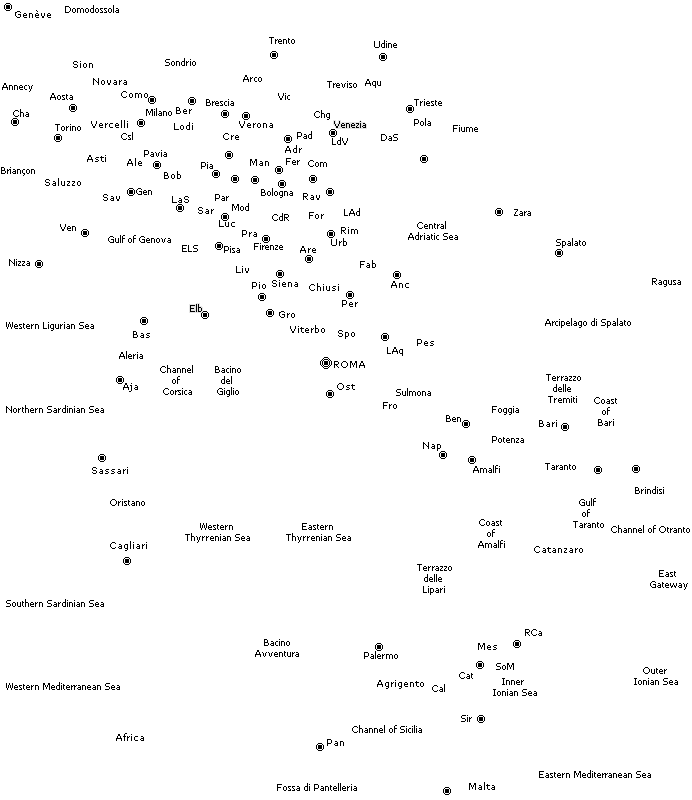 Genève
Domodossola
Trento
Udine
Sion
Sondrio
Novara
Arco
Treviso
Aqu
Annecy
Aosta
Como
Vic
Brescia
Trieste
Cha
Milano
Ber
Chg
Pola
Torino
Vercelli
Lodi
Verona
Venezia
Fiume
Csl
Cre
Pad
LdV
DaS
Adr
Asti
Ale
Pavia
Pia
Man
Fer
Com
Briançon
Bob
Saluzzo
Sav
Gen
LaS
Par
Bologna
Rav
Sar
Mod
CdR
For
LAd
Zara
Ven
Luc
Pra
Rim
Central
Adriatic Sea
Gulf of Genova
ELS
Pisa
Firenze
Are
Urb
Spalato
Nizza
Liv
Fab
Anc
Pio
Siena
Chiusi
Ragusa
Elb
Per
Gro
Western Ligurian Sea
Bas
Viterbo
Spo
Arcipelago di Spalato
LAq
Pes
Aleria
ROMA
Channel
of
Corsica
Bacino
del
Giglio
Aja
Ost
Sulmona
Terrazzo
delle
Tremiti
Northern Sardinian Sea
Fro
Foggia
Coast
of
Bari
Ben
Bari
Nap
Potenza
Sassari
Amalfi
Taranto
Brindisi
Oristano
Gulf
of
Taranto
Western
Thyrrenian Sea
Eastern
Thyrrenian Sea
Coast
of
Amalfi
Channel of Otranto
Cagliari
Catanzaro
Terrazzo
delle
Lipari
East
Gateway
Southern Sardinian Sea
Bacino
Avventura
Palermo
Mes
RCa
Cat
SoM
Western Mediterranean Sea
Agrigento
Cal
Inner
Ionian Sea
Outer
Ionian Sea
Sir
Africa
Channel of Sicilia
Pan
Eastern Mediterranean Sea
Fossa di Pantelleria
Malta